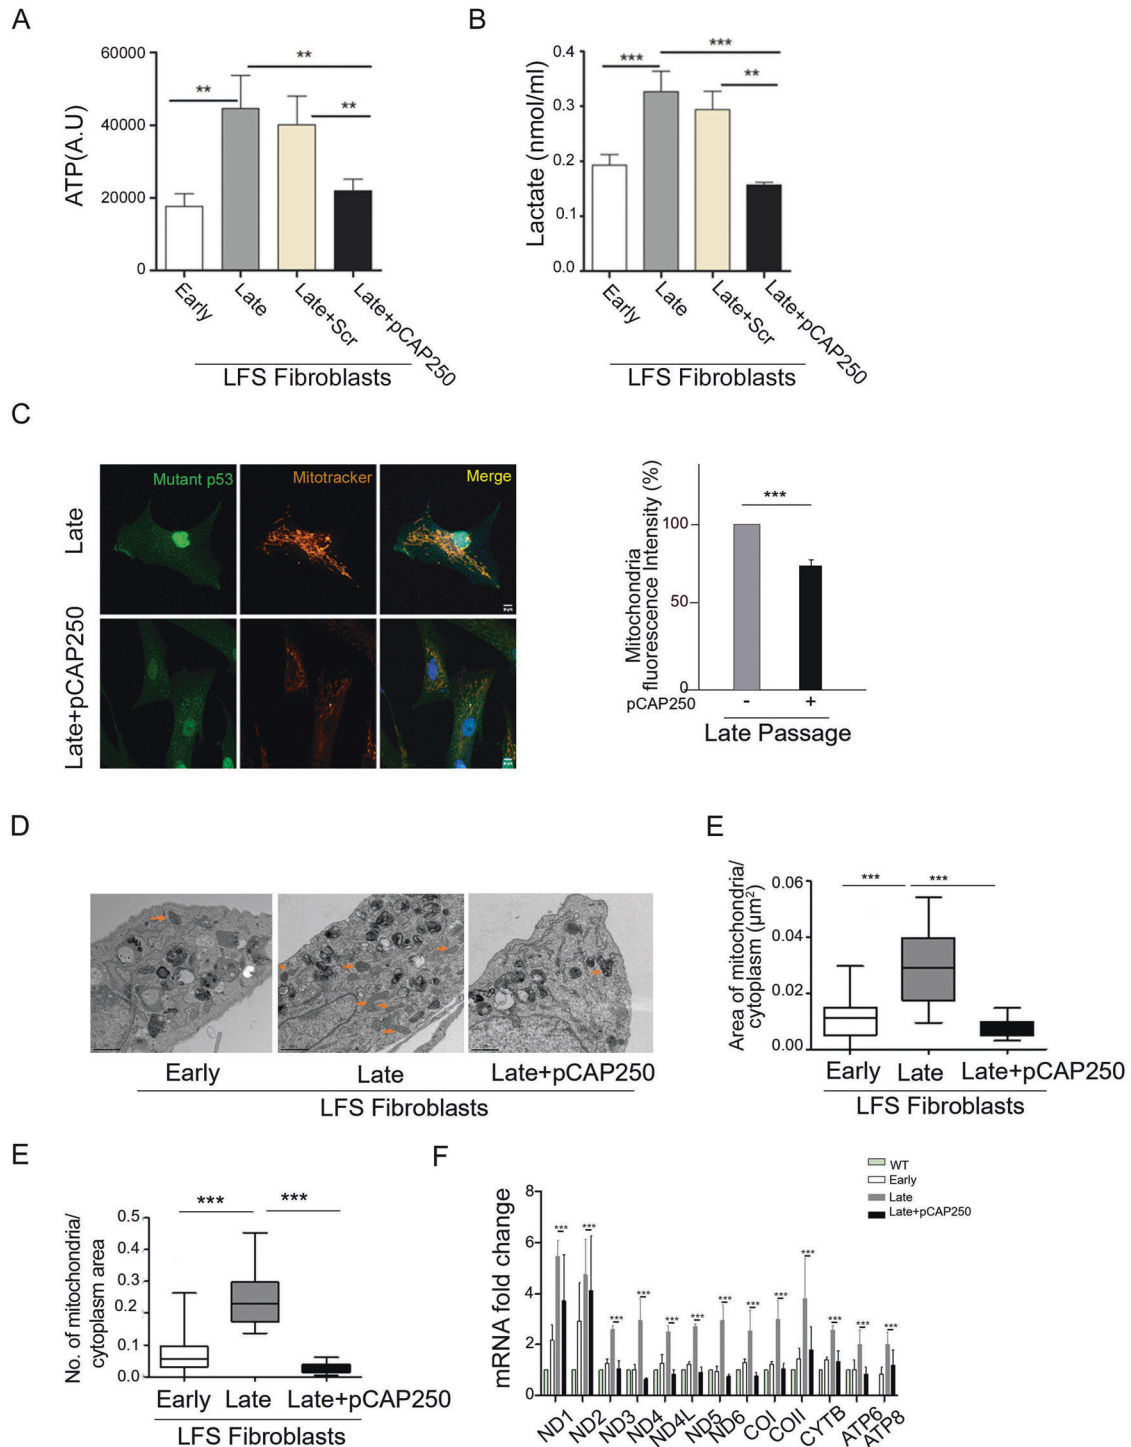 A
ATP(A.U)
60000
40000
20000
0
**
**
**
Early
Late
Late+Scr
Late+pCAP250
LFS Fibroblasts
B
Lactate (nmol/ml)
0.4
0.3
0.2
0.1
0.0
***
***
**
Early
Late
Late+Scr
Late+pCAP250
LFS Fibroblasts
C
Mutant p53
Mitotracker
Merge
Late
Late+pCAP250
Mitochondria
fluorescence Intensity (%)
100
50
0
***
pCAP250
-
+
Late Passage
D
Early
Late
Late+pCAP250
LFS Fibroblasts
E
Area of mitochondria/
cytoplasm (µm²)
0.06
0.04
0.02
0.00
***
***
Early
Late
Late+pCAP250
LFS Fibroblasts
E
No. of mitochondria/
cytoplasm area
0.5
0.4
0.3
0.2
0.1
0.0
***
***
Early
Late
Late+pCAP250
LFS Fibroblasts
F
WT
Early
Late
Late+pCAP250
mRNA fold change
8
6
4
2
0
***
***
***
***
***
***
***
***
***
***
***
***
***
ND1
ND2
ND3
ND4
ND4L
ND5
ND6
COI
COII
CYTB
ATP6
ATP8